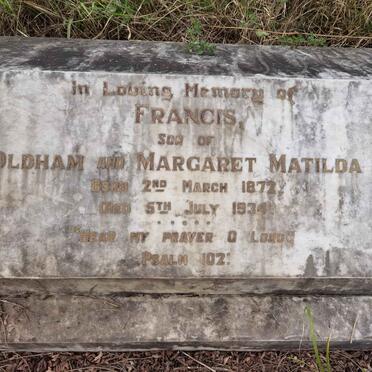 In Loving Memory of
FRANCIS,
SON OF
OLDHAM AND MARGARET MATILDA
BORN 2ND MARCH 1872.
DIED 5TH JULY 1934.
"HEAR MY PRAYER O LORD"
PSALM 102.